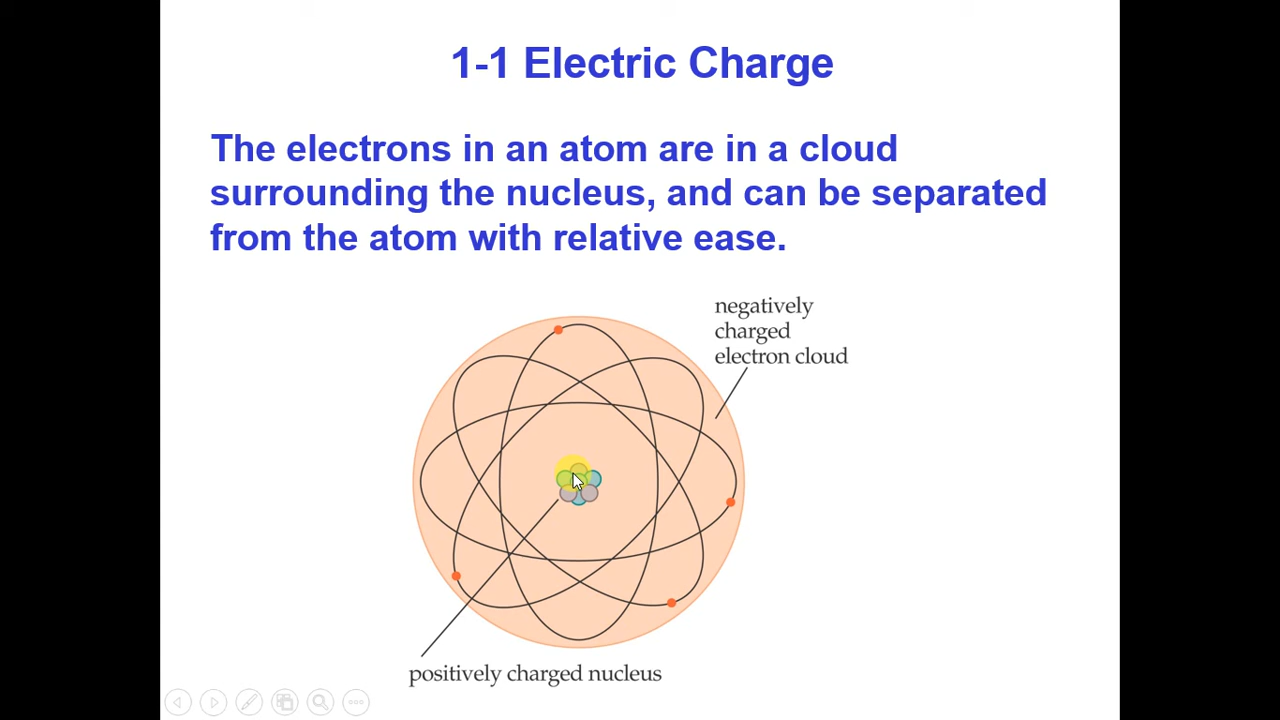 1-1 Electric Charge
The electrons in an atom are in a cloud
surrounding the nucleus, and can be separated
from the atom with relative ease.
negatively
charged
electron cloud
positively charged nucleus